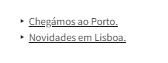 ‣ Chegámos ao Porto.
‣ Novidades em Lisboa.